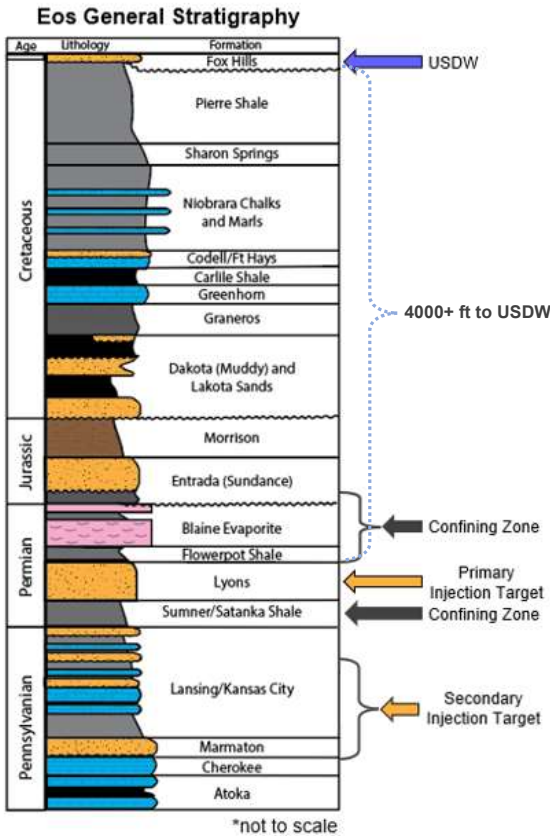 Eos General Stratigraphy
Age Lithology Formation
Cretaceous
Fox Hills
USDW
Pierre Shale
Sharon Springs
Niobrara Chalks
and Marls
Codell/Ft Hays
Carlile Shale
Greenhorn
4000+ ft to USDW
Graneros
Dakota (Muddy) and
Lakota Sands
Jurassic
Morrison
Entrada (Sundance)
Permian
Blaine Evaporite
Confining Zone
Flowerpot Shale
Lyons
Primary
Injection Target
Sumner/Satanka Shale
Confining Zone
Pennsylvanian
Lansing/Kansas City
Secondary
Injection Target
Marmaton
Cherokee
Atoka
*not to scale